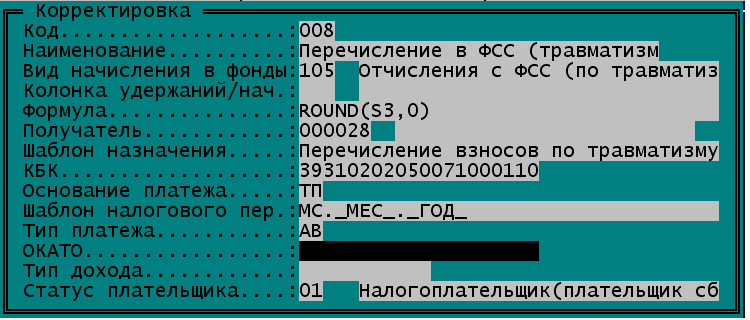 Корректировка
Код...................:008
Наименование..........:Перечисление в ФСС (травматизм
Вид начисления в фонды:105 Отчисления с ФСС (по травматиз
Колонка удержаний/нач.:
Формула...............:ROUND(S3,0)
Получатель............:000028
Шаблон назначения.....:Перечисление взносов по травматизму
КБК...................:39310202050071000110
Основание платежа.....:ТП
Шаблон налогового пер.:МС._МЕС_._ГОД_
Тип платежа...........:АВ
ОКАТО.................:
Тип дохода............:
Статус плательщика....:01 Налогоплательщик(плательщик сб